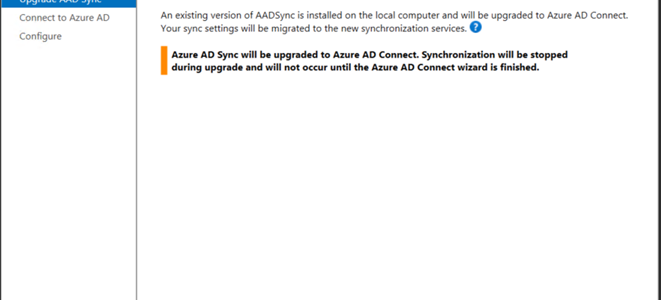 Upgrade AAD Sync
Connect to Azure AD
Configure
An existing version of AADSync is installed on the local computer and will be upgraded to Azure AD Connect.
Your sync settings will be migrated to the new synchronization services. ?
Azure AD Sync will be upgraded to Azure AD Connect. Synchronization will be stopped
during upgrade and will not occur until the Azure AD Connect wizard is finished.